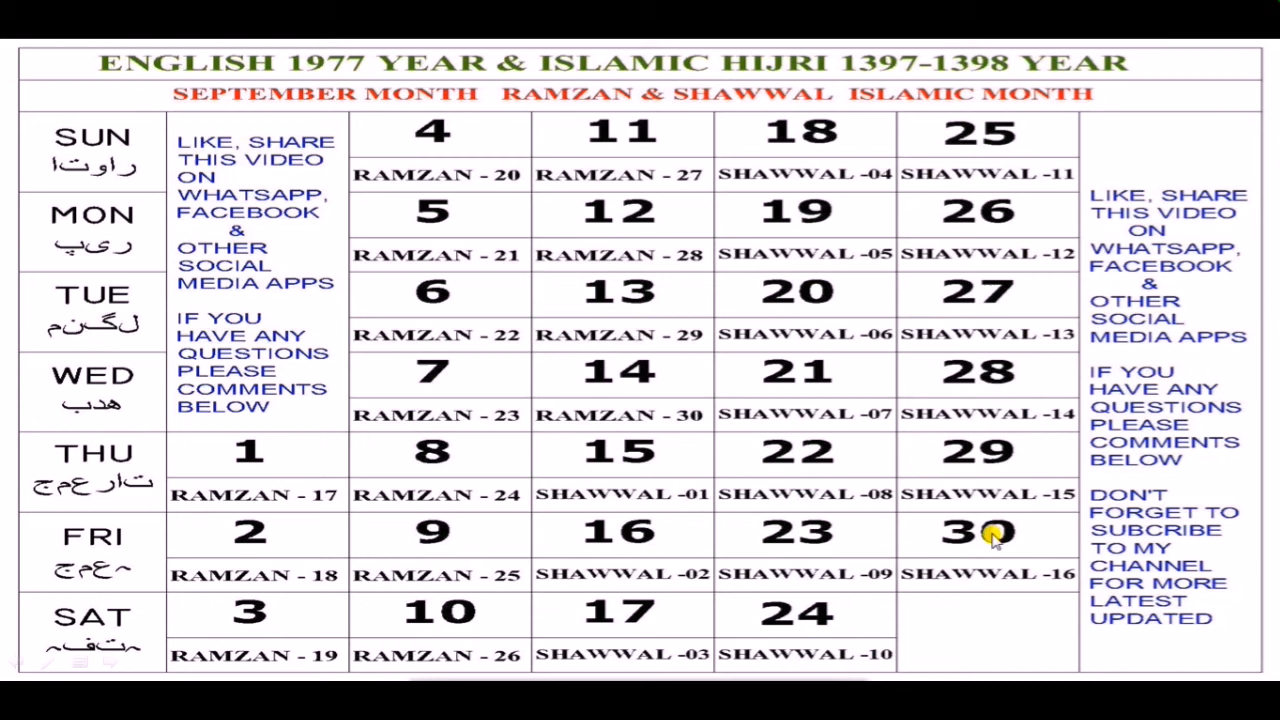 ENGLISH 1977 YEAR & ISLAMIC HIJRI 1397-1398 YEAR
SEPTEMBER MONTH RAMZAN & SHAWWAL ISLAMIC MONTH
SUN
راوتا
4
RAMZAN - 20
11
RAMZAN - 27
18
SHAWWAL -04
25
SHAWWAL -11
MON
ریپ
5
RAMZAN - 21
12
RAMZAN - 28
19
SHAWWAL -05
26
SHAWWAL -12
TUE
لگنم
6
RAMZAN - 22
13
RAMZAN - 29
20
SHAWWAL -06
27
SHAWWAL -13
WED
هدب
7
RAMZAN - 23
14
RAMZAN - 30
21
SHAWWAL -07
28
SHAWWAL -14
THU
تارعمج
1
RAMZAN - 17
8
RAMZAN - 24
15
SHAWWAL -01
22
SHAWWAL -08
29
SHAWWAL -15
FRI
ہعمج
2
RAMZAN - 18
9
RAMZAN - 25
16
SHAWWAL -02
23
SHAWWAL -09
30
SHAWWAL -16
SAT
ہتفہ
3
RAMZAN - 19
10
RAMZAN - 26
17
SHAWWAL -03
24
SHAWWAL -10
LIKE, SHARE
THIS VIDEO
ON
WHATSAPP,
FACEBOOK
&
OTHER
SOCIAL
MEDIA APPS
IF YOU
HAVE ANY
QUESTIONS
PLEASE
COMMENTS
BELOW
LIKE, SHARE
THIS VIDEO
ON
WHATSAPP,
FACEBOOK
&
OTHER
SOCIAL
MEDIA APPS
IF YOU
HAVE ANY
QUESTIONS
PLEASE
COMMENTS
BELOW
DON'T
FORGET TO
SUBCRIBE
TO MY
CHANNEL
FOR MORE
LATEST
UPDATED